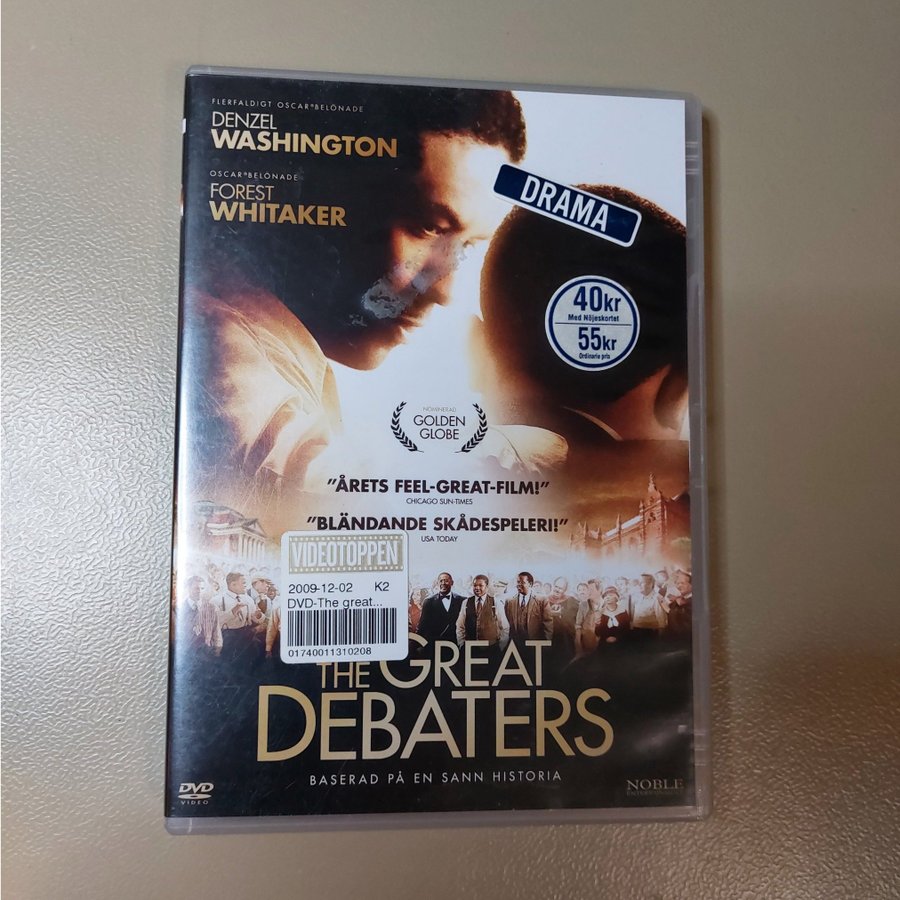 FLERFALDIGT OSCAR®BELÖNADE
DENZEL
WASHINGTON
OSCAR®BELÖNADE
FOREST
WHITAKER
DRAMA
40kr
Med Nöjeskortet
55kr
Ordinarie pris
NOMINERAD
GOLDEN
GLOBE
"ÅRETS FEEL-GREAT-FILM!"
CHICAGO SUN-TIMES
"BLÄNDANDE SKÅDESPELERI!"
USA TODAY
VIDEOTOPPEN
2009-12-02 K2
DVD-The great...
01740011310208
THE GREAT
DEBATERS
BASERAD PÅ EN SANN HISTORIA
DVD
VIDEO
NOBLE
ENTERTAINMENT